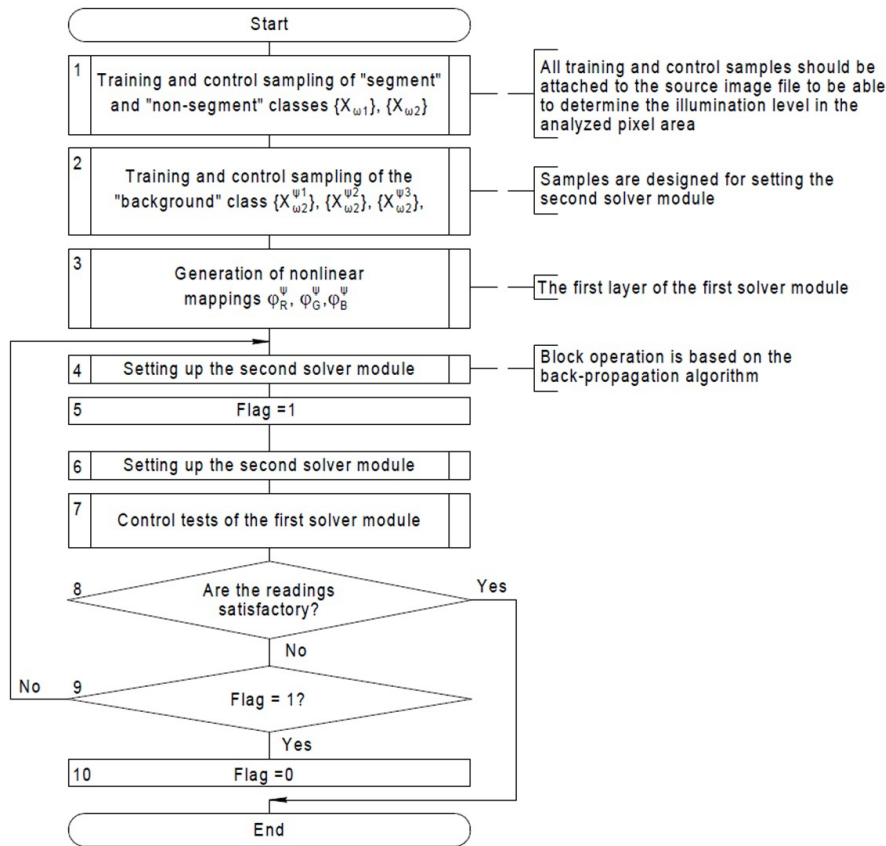 Start
1
Training and control sampling of "segment"
and "non-segment" classes {Xω1}, {Xω2}
All training and control samples should be
attached to the source image file to be able
to determine the illumination level in the
analyzed pixel area
2
Training and control sampling of the
"background" class {X^ψ1_ω2}, {X^ψ2_ω2}, {X^ψ3_ω2},
Samples are designed for setting the
second solver module
3
Generation of nonlinear
mappings φ^ψ_R, φ^ψ_G,φ^ψ_B
The first layer of the first solver module
4
Setting up the second solver module
Block operation is based on the
back-propagation algorithm
5
Flag =1
6
Setting up the second solver module
7
Control tests of the first solver module
8
Are the readings
satisfactory?
Yes
No
9
Flag = 1?
No
Yes
10
Flag=0
End